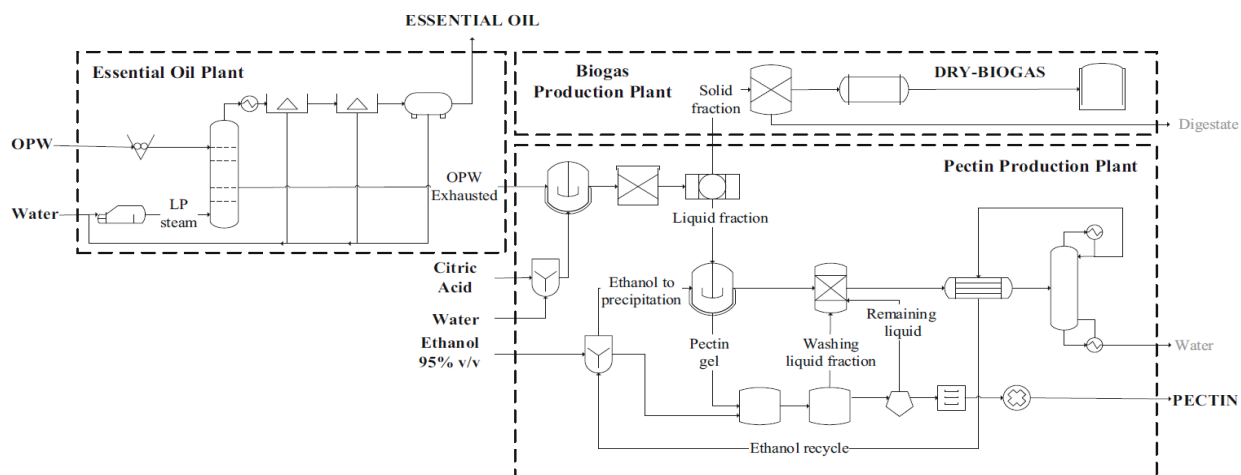 ESSENTIAL OIL
Essential Oil Plant
OPW
Water
LP
steam
OPW
Exhausted
Biogas
Production Plant
Solid
fraction
DRY-BIOGAS
Digestate
Pectin Production Plant
Liquid fraction
Citric
Acid
Water
Ethanol
95% v/v
Ethanol to
precipitation
Pectin
gel
Washing
liquid fraction
Remaining
liquid
Water
PECTIN
Ethanol recycle